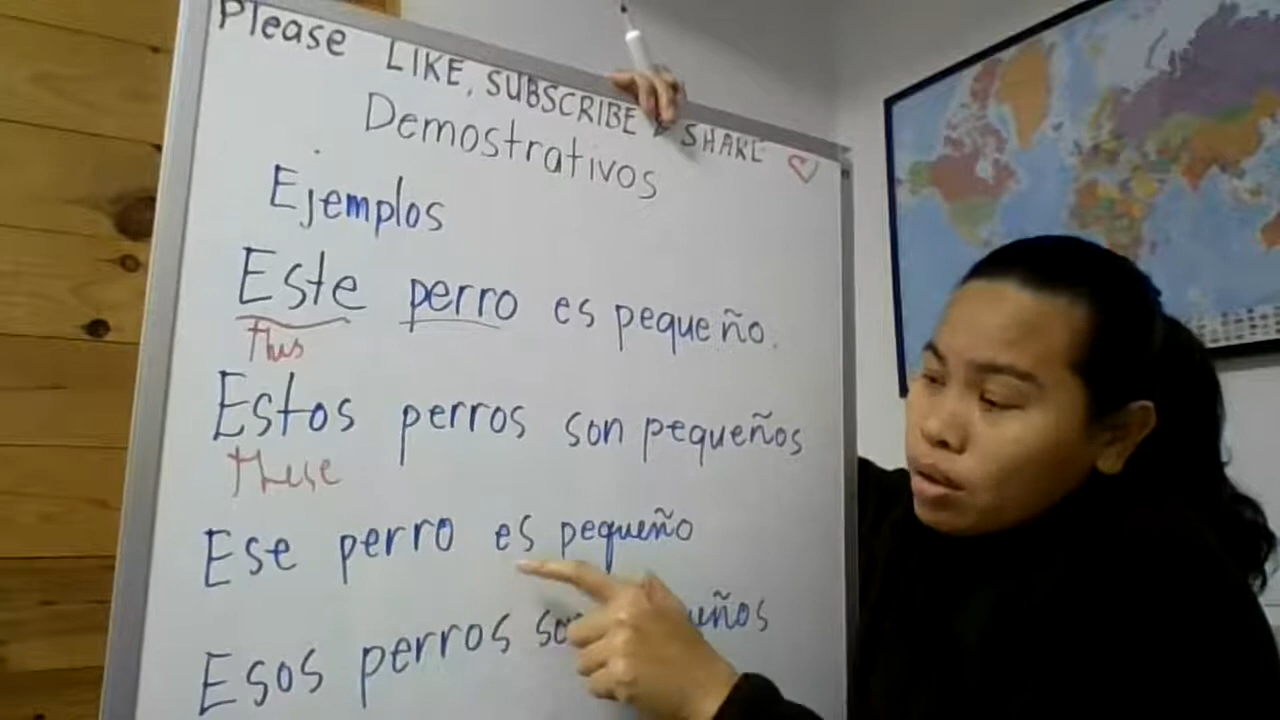 Please LIKE, SUBSCRIBE & SHARE ♡
Demostrativos
Ejemplos
Este perro es pequeño.
this
Estos perros son pequeños
these
Ese perro es pequeño
Esos perros